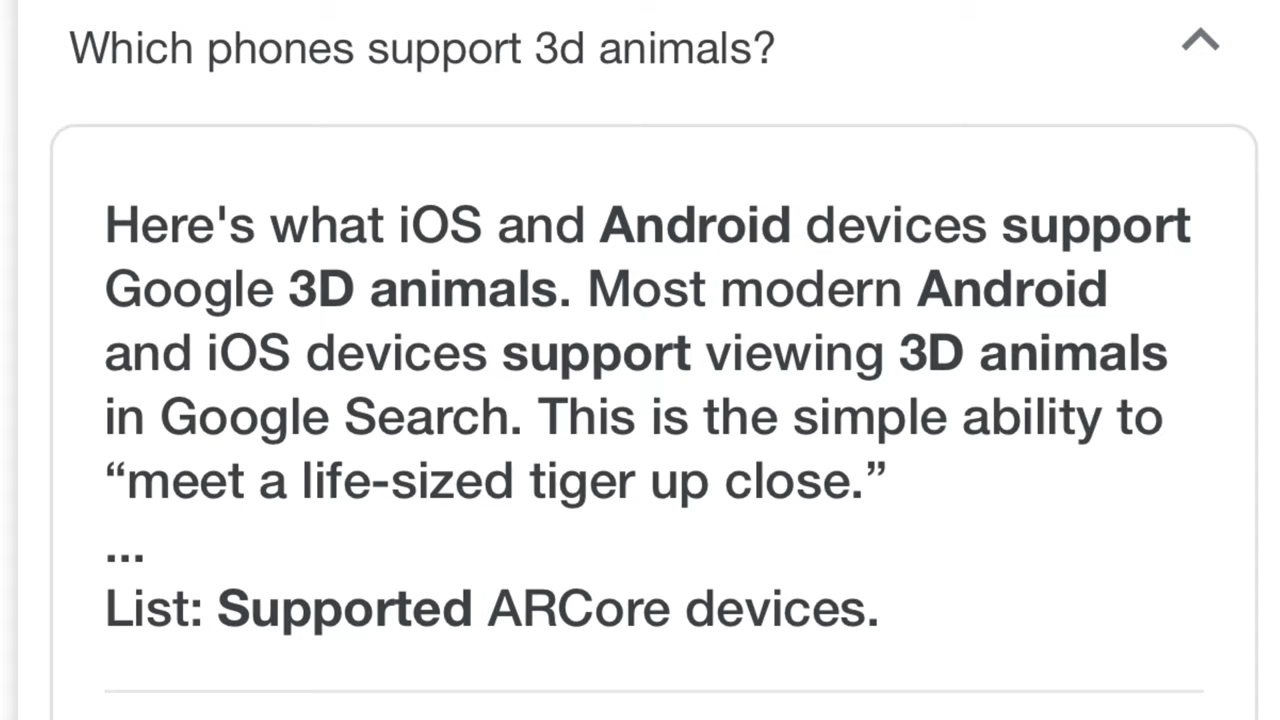 Which phones support 3d animals?
Here's what iOS and Android devices support
Google 3D animals. Most modern Android
and iOS devices support viewing 3D animals
in Google Search. This is the simple ability to
“meet a life-sized tiger up close.”
...
List: Supported ARCore devices.